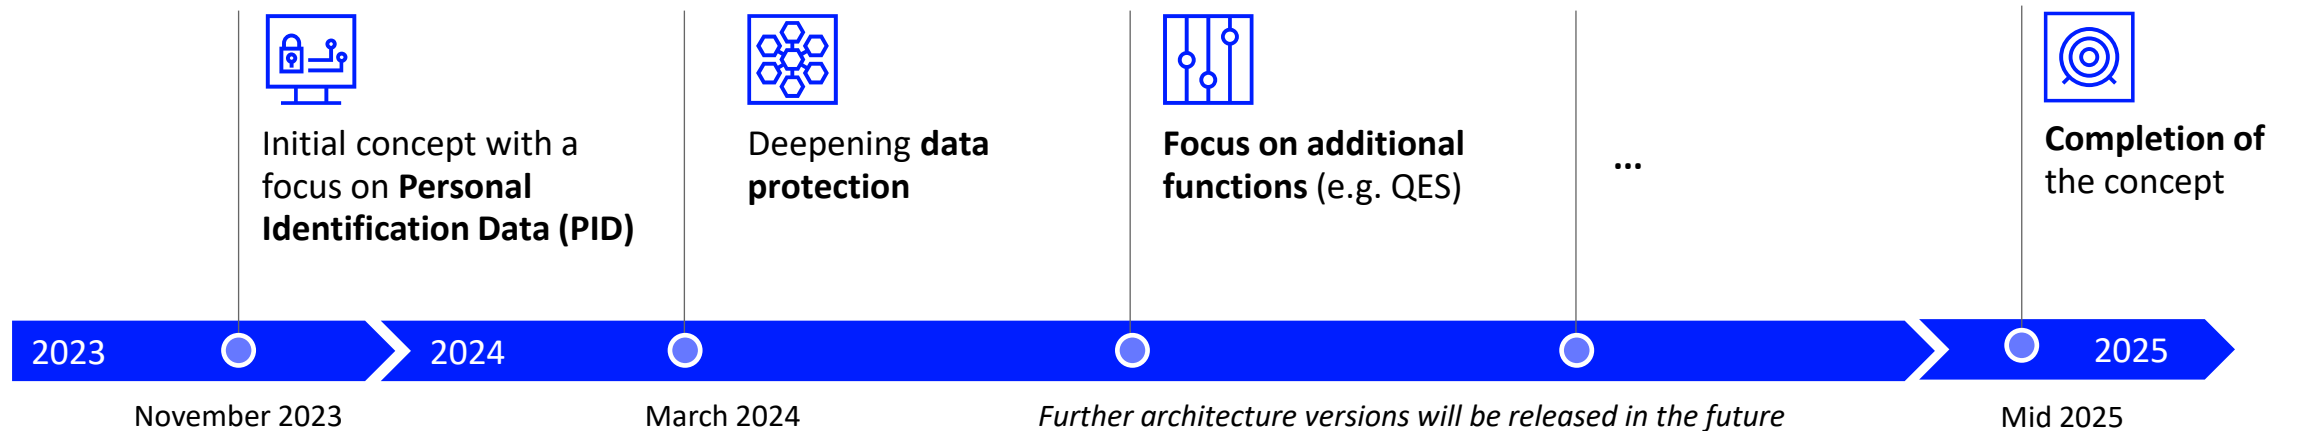 Initial concept with a
focus on Personal
Identification Data (PID)
Deepening data
protection
Focus on additional
functions (e.g. QES)
...
Completion of
the concept
2023
2024
2025
November 2023
March 2024
Further architecture versions will be released in the future
Mid 2025